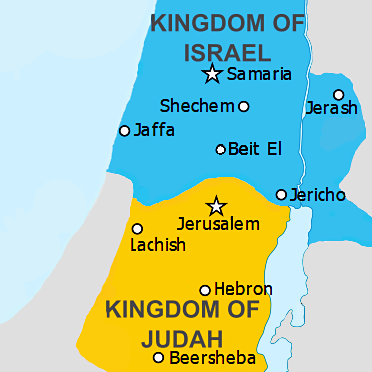 KINGDOM OF
ISRAEL
Samaria
Shechem
Jerash
Jaffa
Beit El
Jericho
Jerusalem
Lachish
Hebron
KINGDOM OF
JUDAH
Beersheba